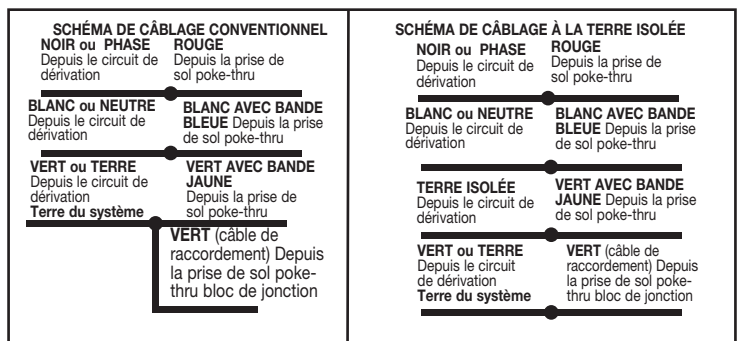 SCHÉMA DE CÂBLAGE CONVENTIONNEL
NOIR ou PHASE
Depuis le circuit de
dérivation
ROUGE
Depuis la prise de
sol poke-thru
BLANC ou NEUTRE
Depuis le circuit de
dérivation
BLANC AVEC BANDE
BLEUE Depuis la prise
de sol poke-thru
VERT ou TERRE
Depuis le circuit de
dérivation
Terre du système
VERT AVEC BANDE
JAUNE
Depuis la prise de
sol poke-thru
VERT (câble de
raccordement) Depuis
la prise de sol poke-
thru bloc de jonction
SCHÉMA DE CÂBLAGE À LA TERRE ISOLÉE
NOIR ou PHASE
Depuis le circuit de
dérivation
ROUGE
Depuis la prise de
sol poke-thru
BLANC ou NEUTRE
Depuis le circuit de
dérivation
BLANC AVEC BANDE
BLEUE Depuis la prise
de sol poke-thru
TERRE ISOLÉE
Depuis le circuit de
dérivation
VERT AVEC BANDE
JAUNE Depuis la prise
de sol poke-thru
VERT ou TERRE
Depuis le circuit
de dérivation
Terre du système
VERT (câble de
raccordement) Depuis
la prise de sol poke-
thru bloc de jonction